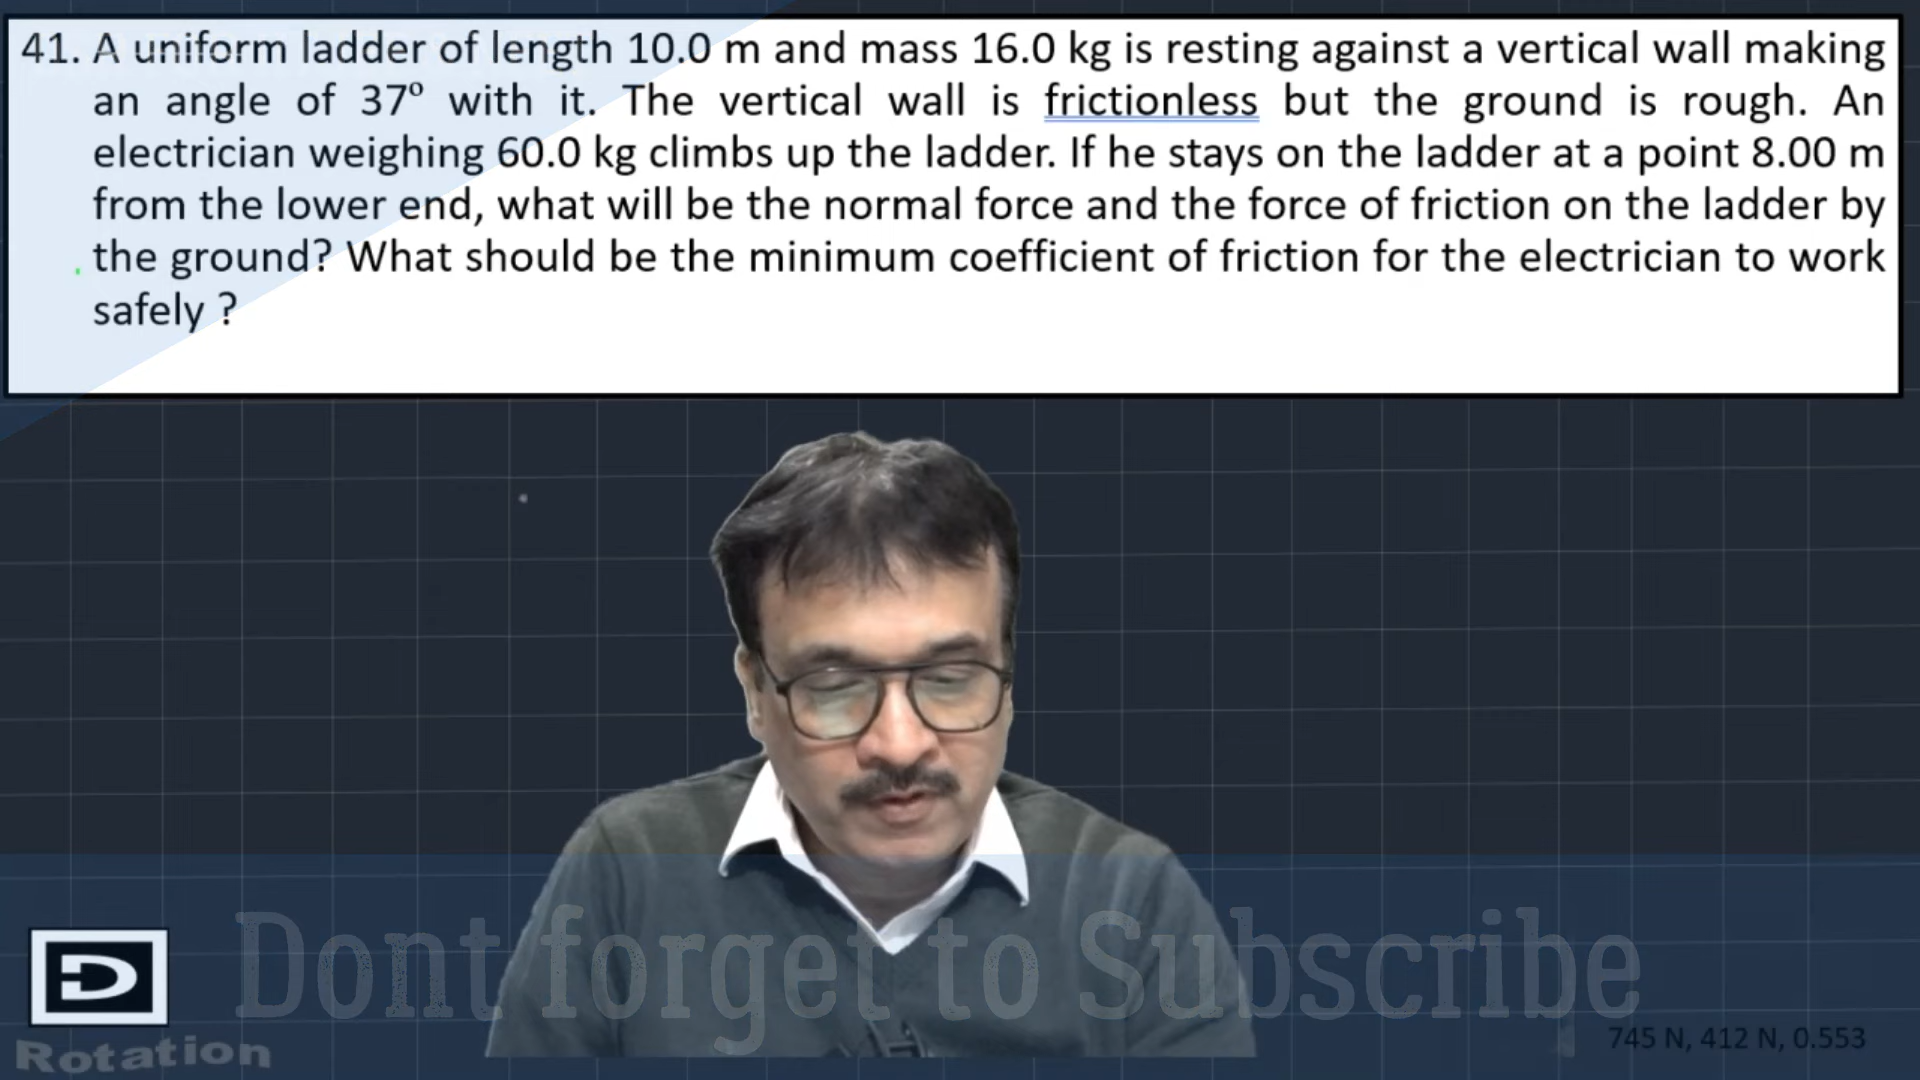 41. A uniform ladder of length 10.0 m and mass 16.0 kg is resting against a vertical wall making
an angle of 37º with it. The vertical wall is frictionless but the ground is rough. An
electrician weighing 60.0 kg climbs up the ladder. If he stays on the ladder at a point 8.00 m
from the lower end, what will be the normal force and the force of friction on the ladder by
the ground? What should be the minimum coefficient of friction for the electrician to work
safely ?
Dont forget to Subscribe
D
Rotation
745 N, 412 N, 0.553